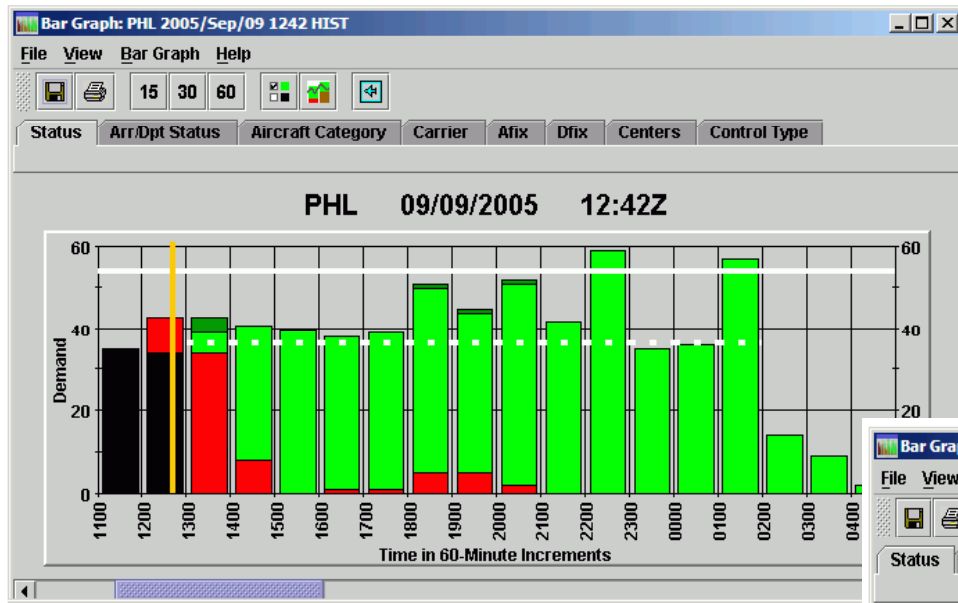 Bar Graph: PHL 2005/Sep/09 1242 HIST
File View Bar Graph Help
15 30 60
Status Arr/Dpt Status Aircraft Category Carrier Afix Dfix Centers Control Type
PHL 09/09/2005 12:42Z
60 60
40 40
20 20
0
Demand
1100 1200 1300 1400 1500 1600 1700 1800 1900 2000 2100 2200 2300 0000 0100 0200 0300 0400
Time in 60-Minute Increments
Bar Gra
File View
Status